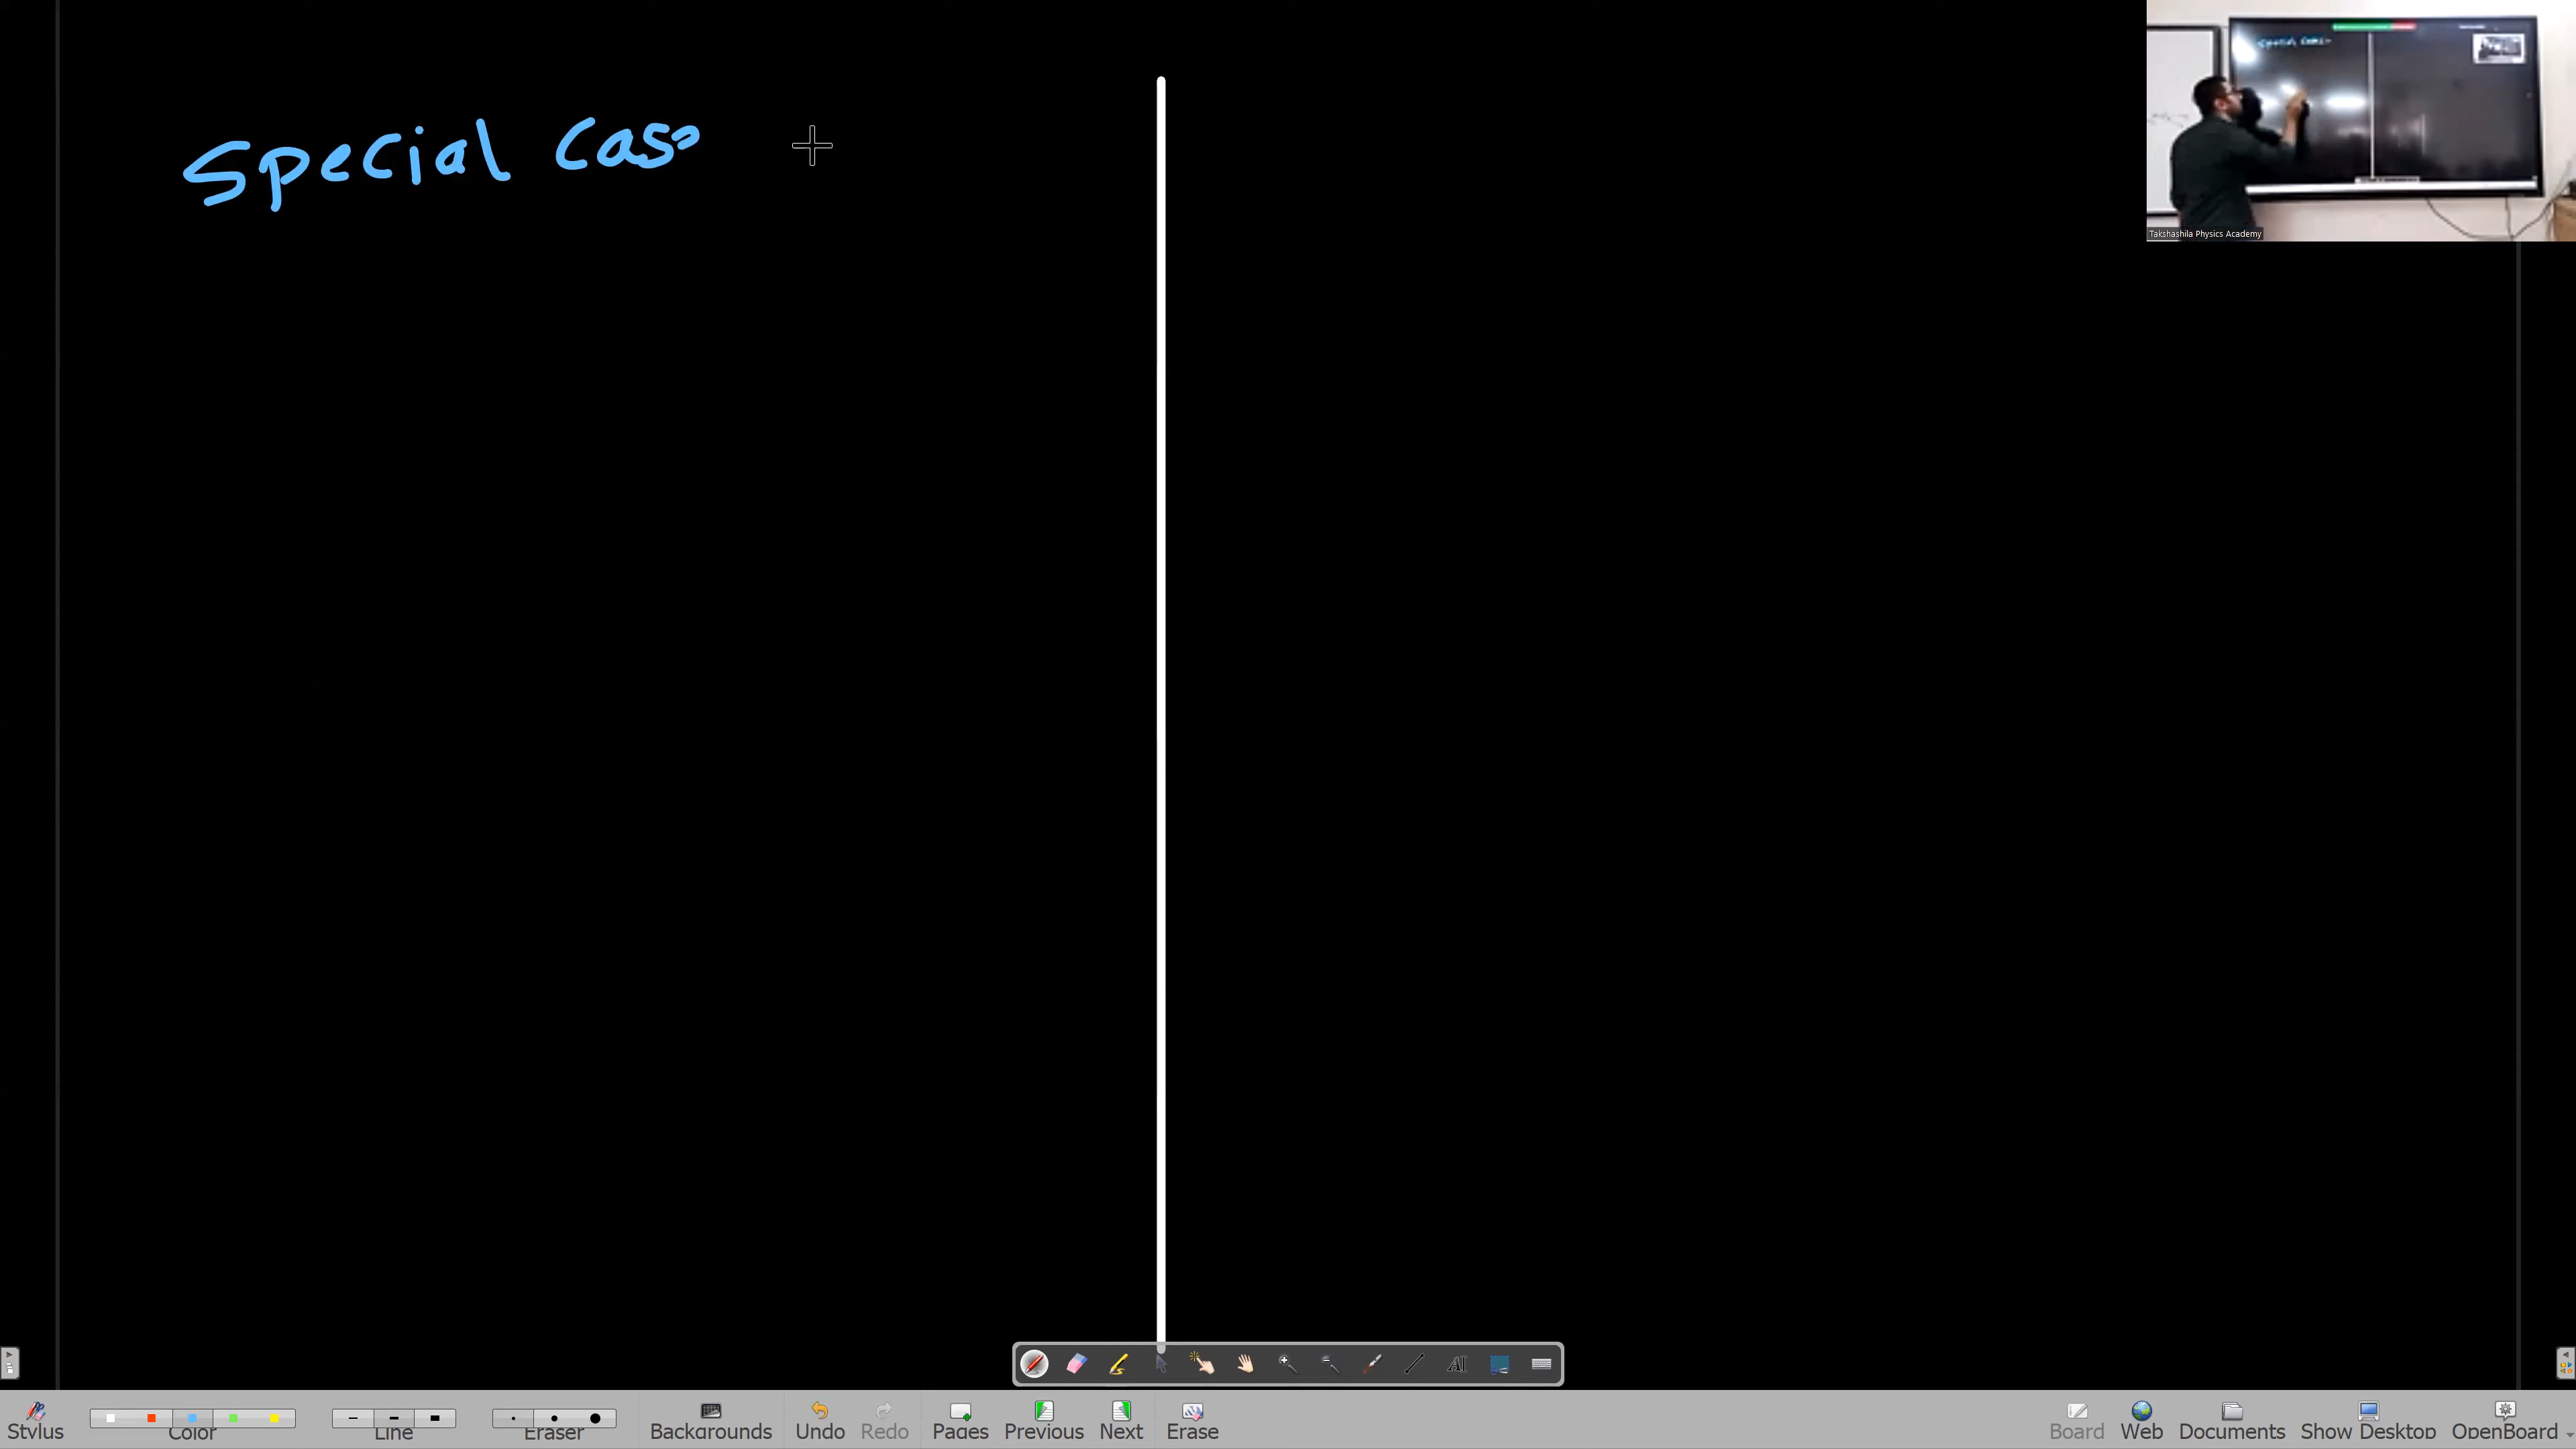 Special Case
Takshashila Physics Academy
Stylus
Color
Line
Eraser
Backgrounds
Undo
Redo
Pages
Previous
Next
Erase
Board
Web
Documents
Show Desktop
OpenBoard